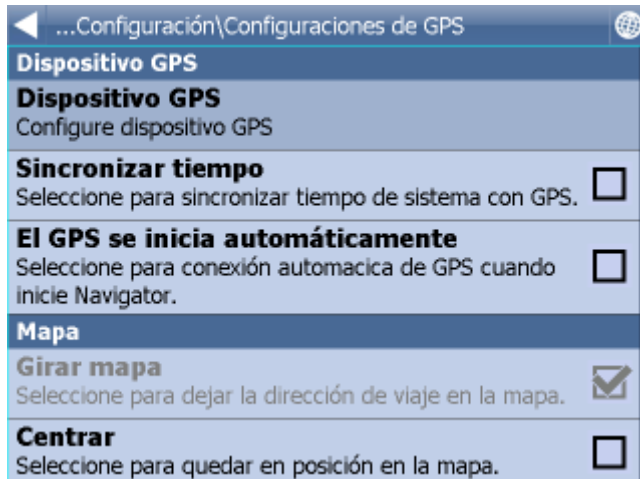 ...Configuración\Configuraciones de GPS
Dispositivo GPS
Dispositivo GPS
Configure dispositivo GPS
Sincronizar tiempo
Seleccione para sincronizar tiempo de sistema con GPS.
El GPS se inicia automáticamente
Seleccione para conexión automacica de GPS cuando
inicie Navigator.
Mapa
Girar mapa
Seleccione para dejar la dirección de viaje en la mapa.
Centrar
Seleccione para quedar en posición en la mapa.